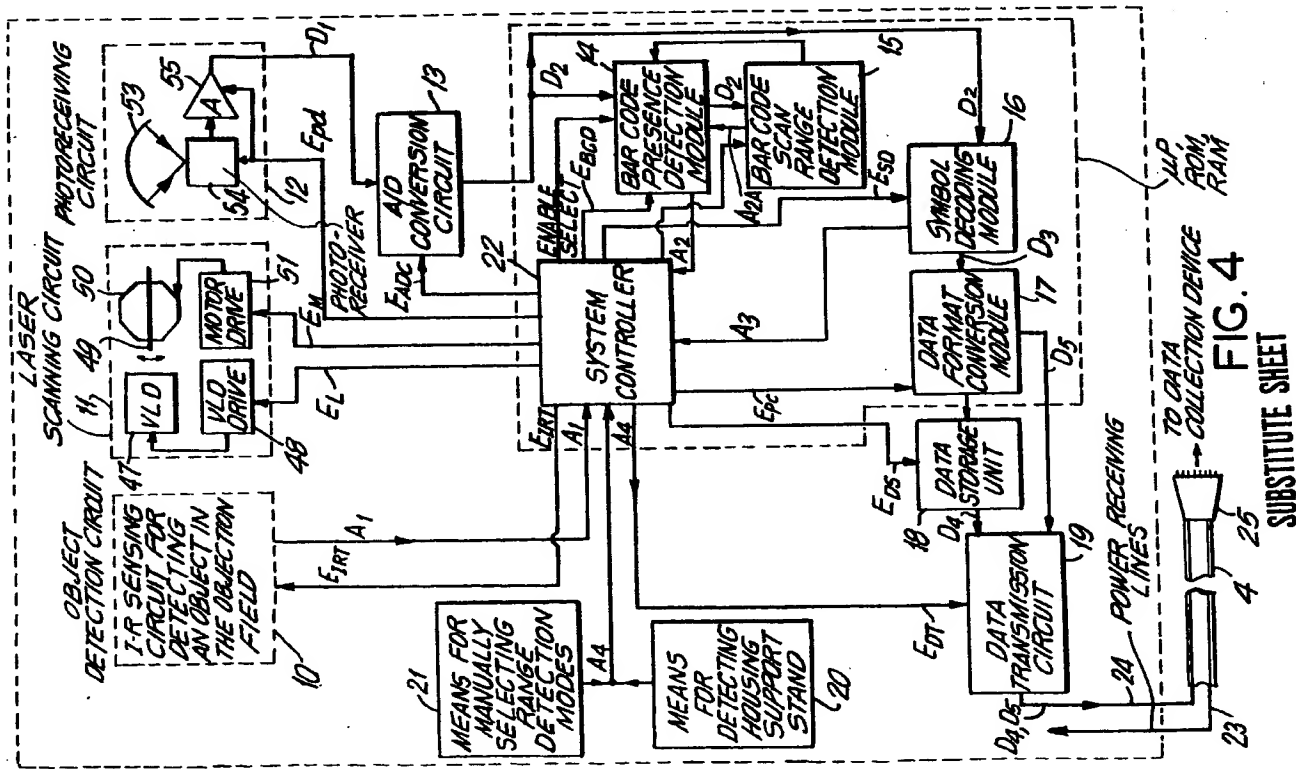 LASER
SCANNING CIRCUIT
11
49
50
VLD
47
VLD
DRIVE
48
MOTOR
DRIVE
51
EL
EM
PHOTORECEIVING
CIRCUIT
53
55
A
54
12
PHOTO-
RECEIVER
Epd
D1
OBJECT
DETECTION CIRCUIT
I-R SENSING
CIRCUIT FOR
DETECTING
AN OBJECT IN
THE OBJECTION
FIELD
10
EIRT
A1
A/D
CONVERSION
CIRCUIT
13
EADC
D2
22
SYSTEM
CONTROLLER
EIRT
A1
A4
A4
ENABLE
SELECT
EBCD
BAR CODE
PRESENCE
DETECTION
MODULE
14
D2
A2
A2A
BAR CODE
SCAN
RANGE
DETECTION
MODULE
15
ESD
D2
SYMBOL
DECODING
MODULE
16
A3
D3
DATA
FORMAT
CONVERSION
MODULE
17
EPC
D5
µP
ROM,
RAM
21
MEANS FOR
MANUALLY
SELECTING
RANGE
DETECTION
MODES
MEANS
FOR
DETECTING
HOUSING
SUPPORT
STAND
20
EDS
DATA
STORAGE
UNIT
18
D4
EDT
DATA
TRANSMISSION
CIRCUIT
19
D4, D5
24
POWER RECEIVING
LINES
23
4
25
TO DATA
COLLECTION DEVICE
FIG. 4
SUBSTITUTE SHEET